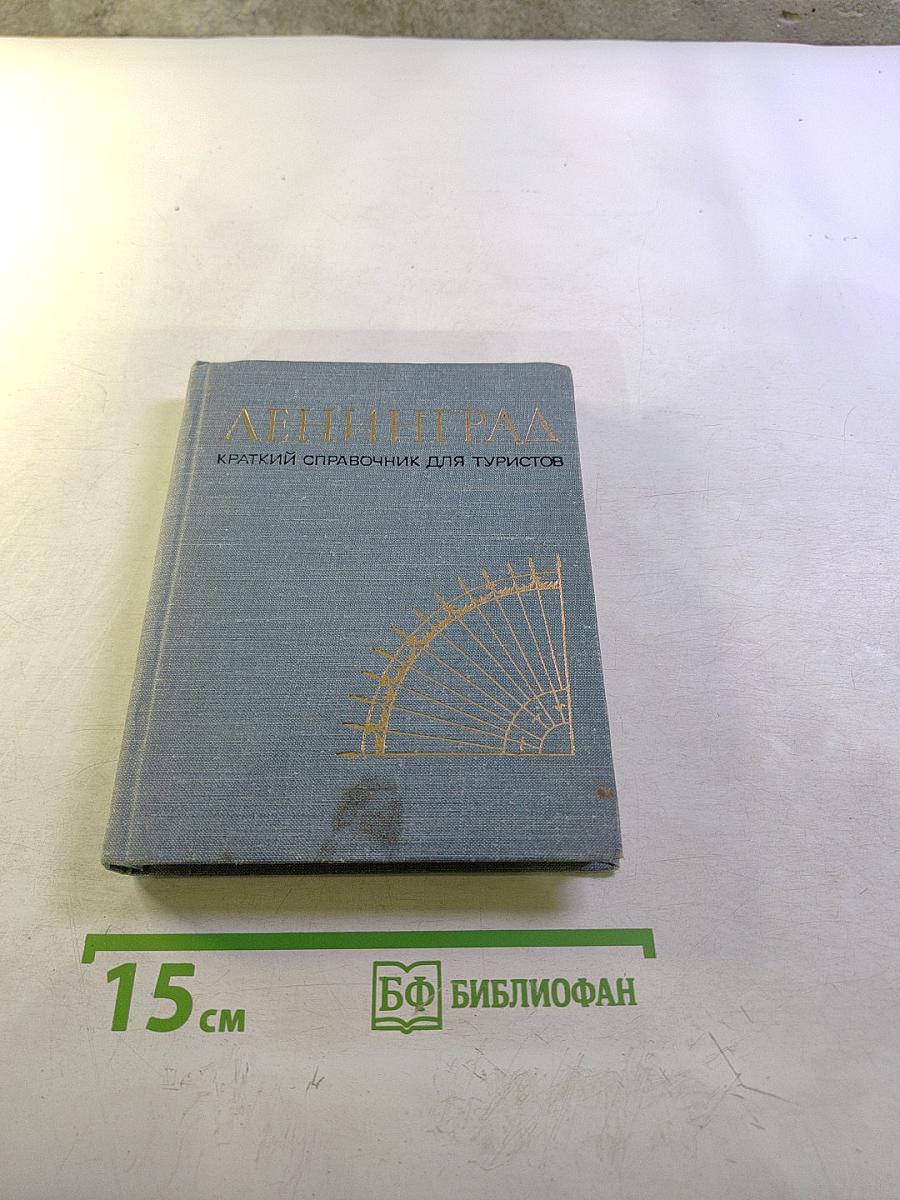 ЛЕНИНГРАД
КРАТКИЙ СПРАВОЧНИК ДЛЯ ТУРИСТОВ
15 см
БФ БИБЛИОФАН